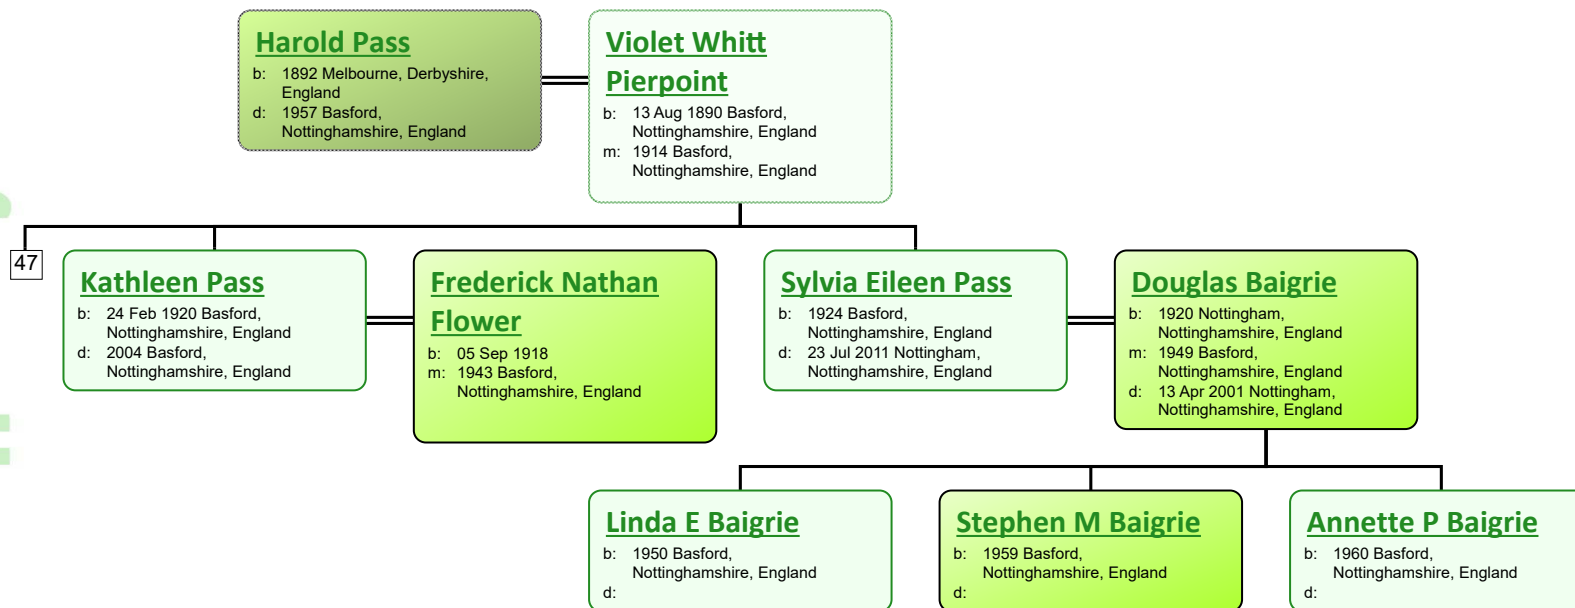 Harold Pass
b: 1892 Melbourne, Derbyshire,
England
d: 1957 Basford,
Nottinghamshire, England
Violet Whitt
Pierpoint
b: 13 Aug 1890 Basford,
Nottinghamshire, England
m: 1914 Basford,
Nottinghamshire, England
47
Kathleen Pass
b: 24 Feb 1920 Basford,
Nottinghamshire, England
d: 2004 Basford,
Nottinghamshire, England
Frederick Nathan
Flower
b: 05 Sep 1918
m: 1943 Basford,
Nottinghamshire, England
Sylvia Eileen Pass
b: 1924 Basford,
Nottinghamshire, England
d: 23 Jul 2011 Nottingham,
Nottinghamshire, England
Douglas Baigrie
b: 1920 Nottingham,
Nottinghamshire, England
m: 1949 Basford,
Nottinghamshire, England
d: 13 Apr 2001 Nottingham,
Nottinghamshire, England
Linda E Baigrie
b: 1950 Basford,
Nottinghamshire, England
d:
Stephen M Baigrie
b: 1959 Basford,
Nottinghamshire, England
d:
Annette P Baigrie
b: 1960 Basford,
Nottinghamshire, England
d: